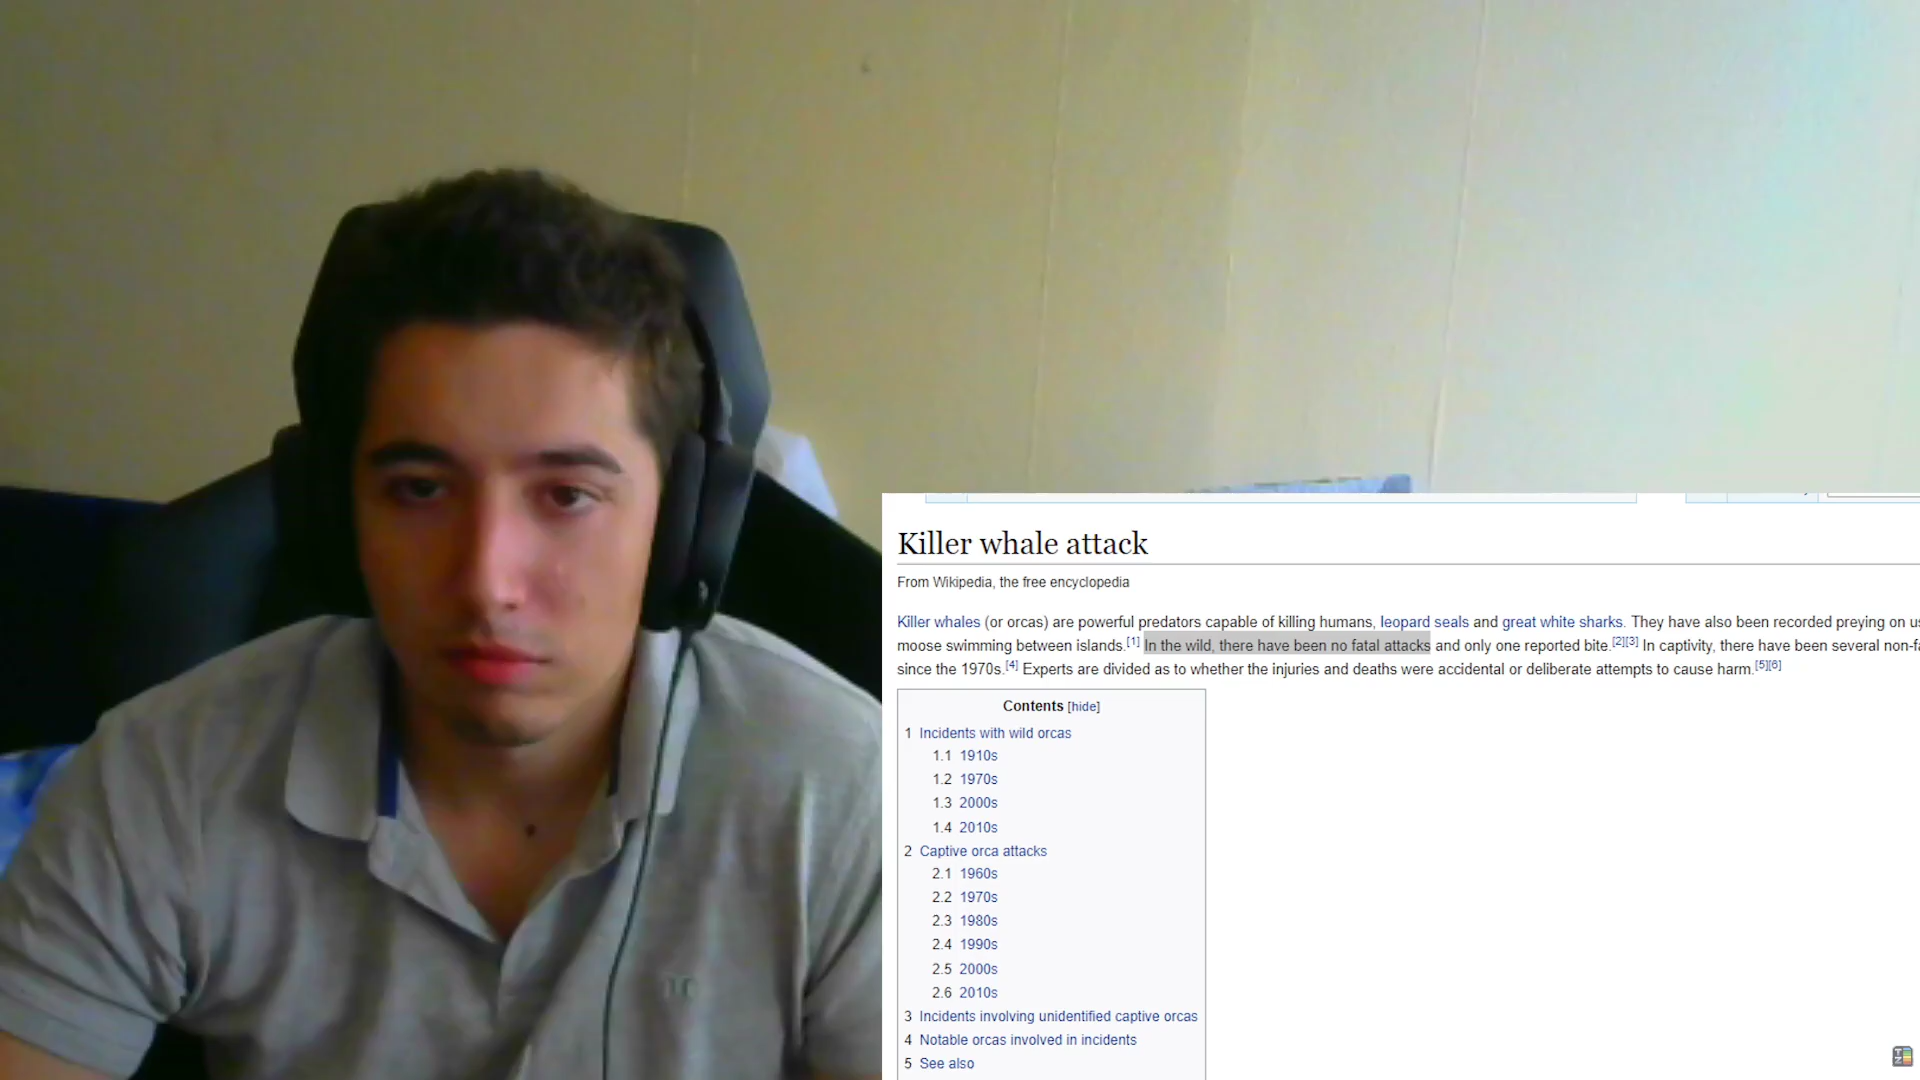 Killer whale attack
From Wikipedia, the free encyclopedia
Killer whales (or orcas) are powerful predators capable of killing humans, leopard seals and great white sharks. They have also been recorded preying on
moose swimming between islands.[1] In the wild, there have been no fatal attacks and only one reported bite.[2][3] In captivity, there have been several
since the 1970s.[4] Experts are divided as to whether the injuries and deaths were accidental or deliberate attempts to cause harm.[5][6]
Contents [hide]
1 Incidents with wild orcas
1.1 1910s
1.2 1970s
1.3 2000s
1.4 2010s
2 Captive orca attacks
2.1 1960s
2.2 1970s
2.3 1980s
2.4 1990s
2.5 2000s
2.6 2010s
3 Incidents involving unidentified captive orcas
4 Notable orcas involved in incidents
5 See also